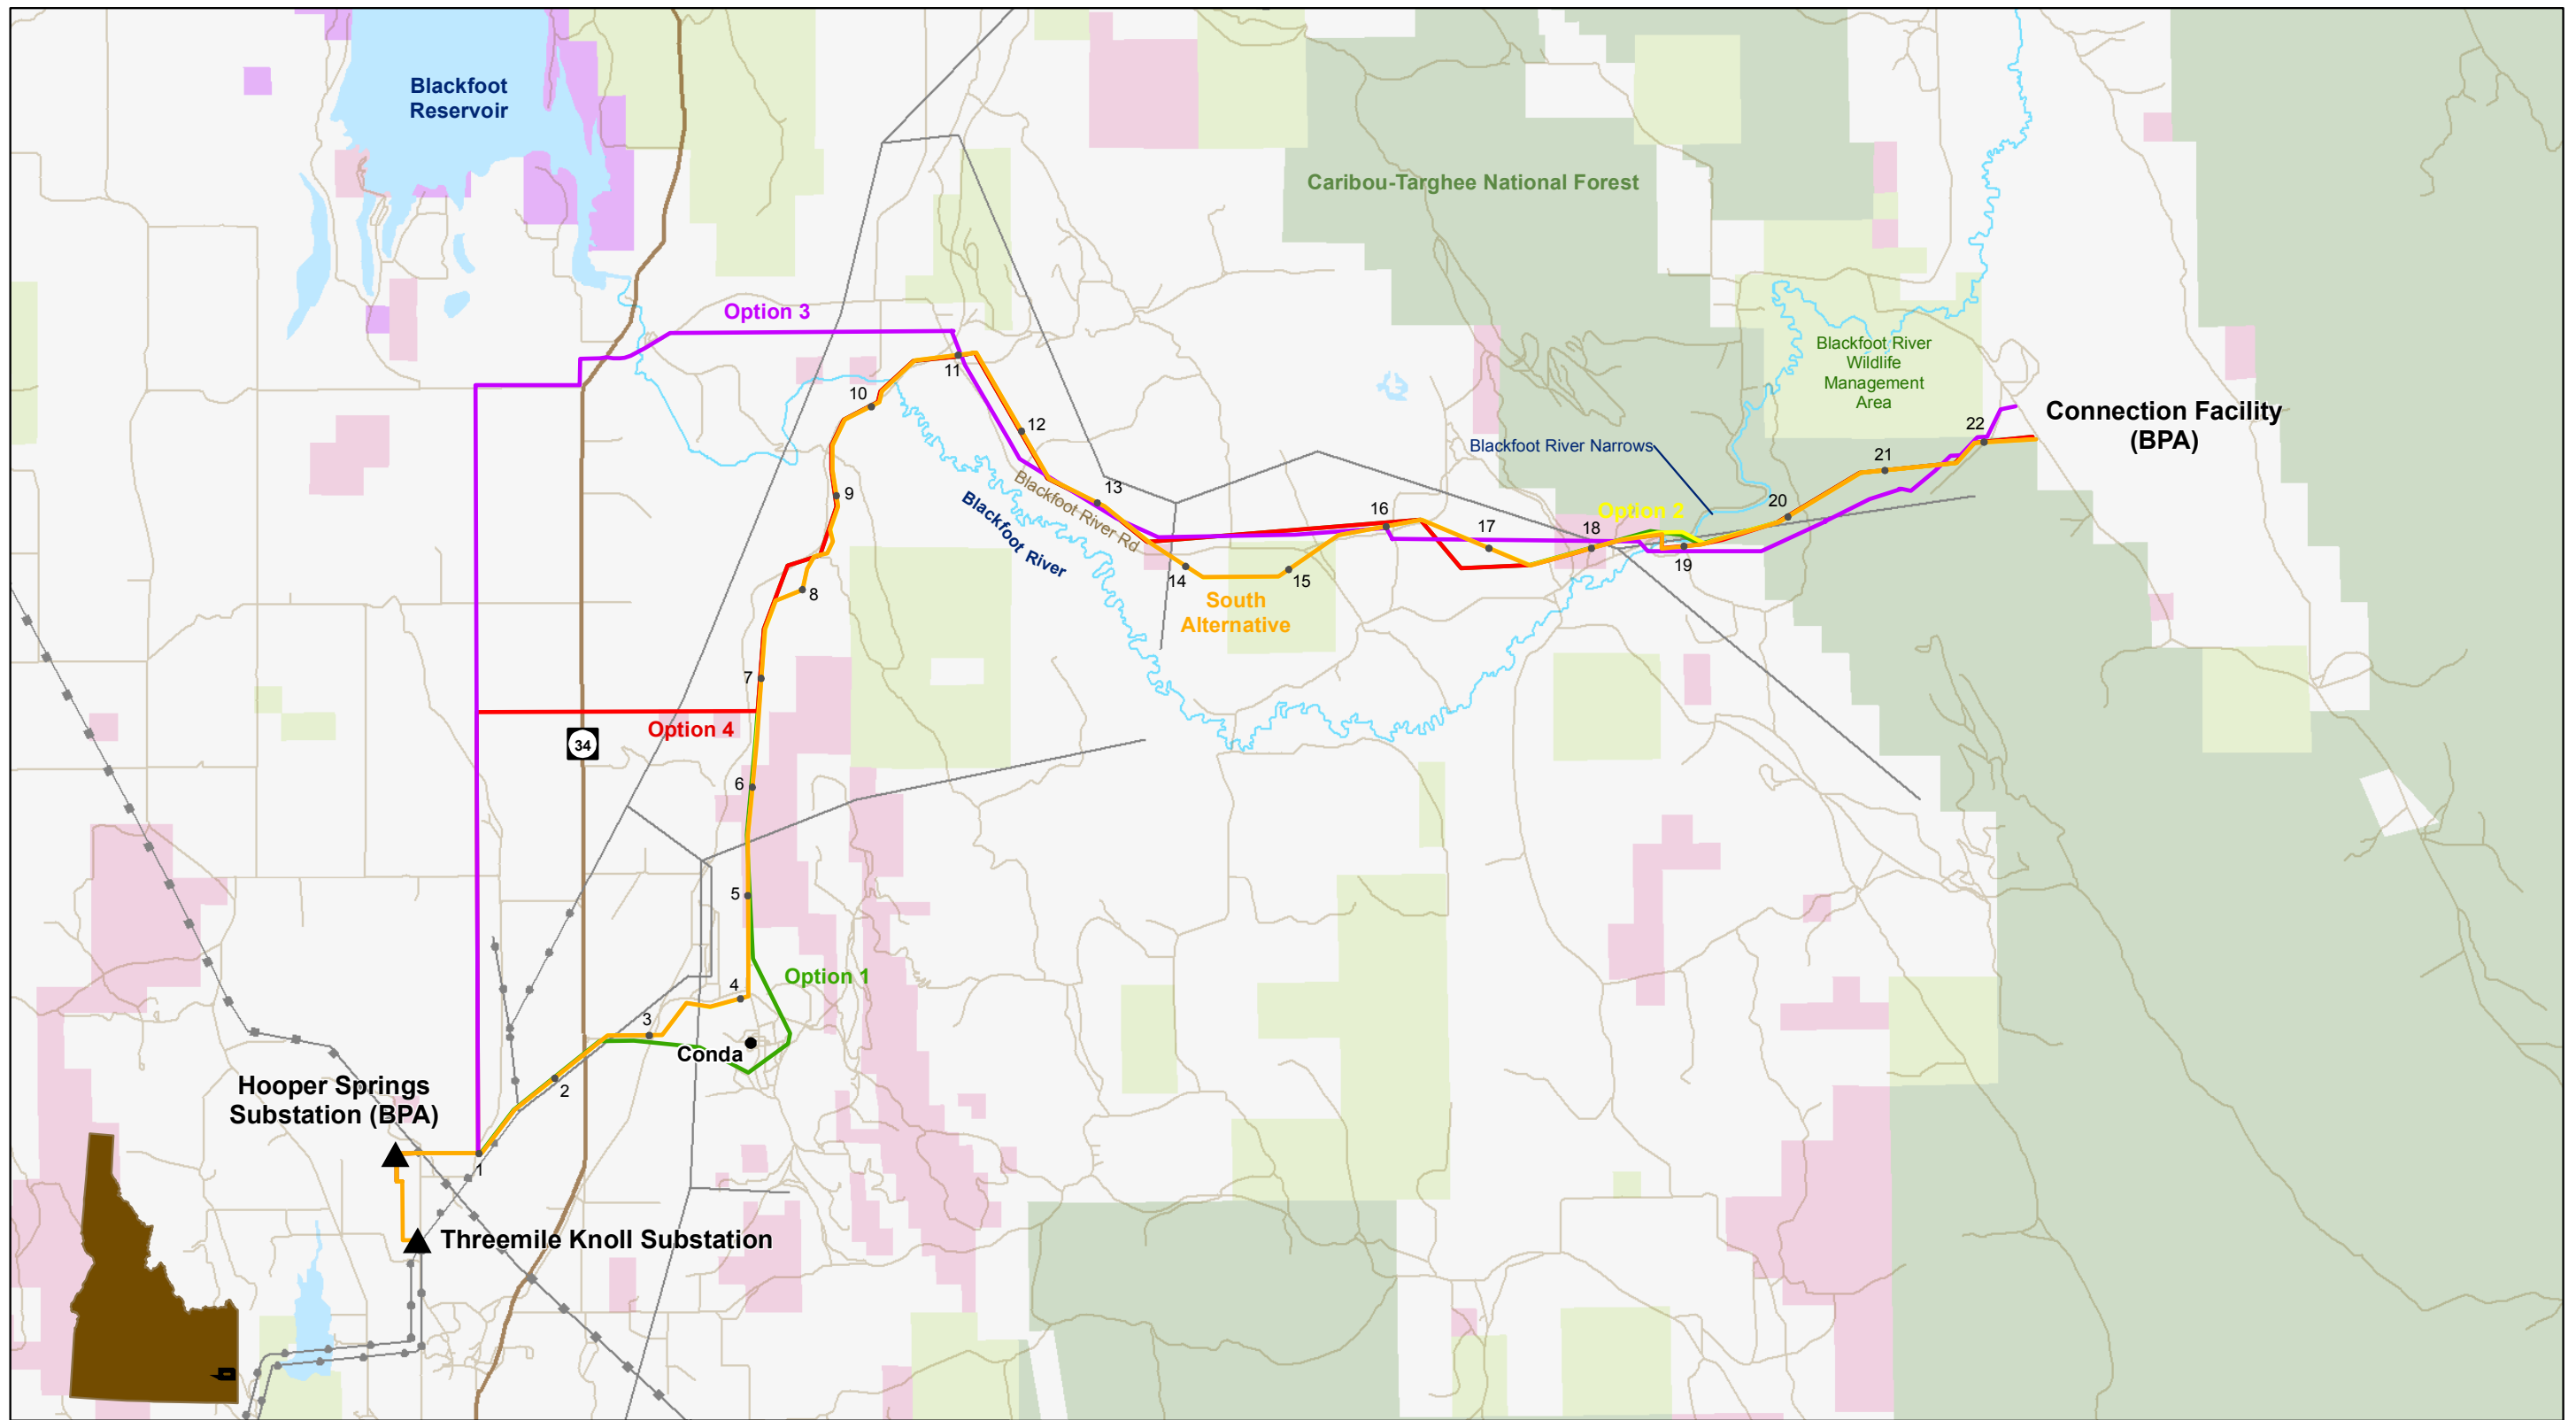 Blackfoot
Reservoir
Caribou-Targhee National Forest
Option 3
Blackfoot River
Wildlife
Management
Area
11
10
12
Connection Facility
(BPA)
22
Blackfoot River Narrows
21
9
13
Blackfoot River Rd
Blackfoot River
16
17
18
Option 2
20
19
14
15
8
South
Alternative
7
Option 4
34
6
5
Option 1
4
3
Conda
2
Hooper Springs
Substation (BPA)
1
Threemile Knoll Substation